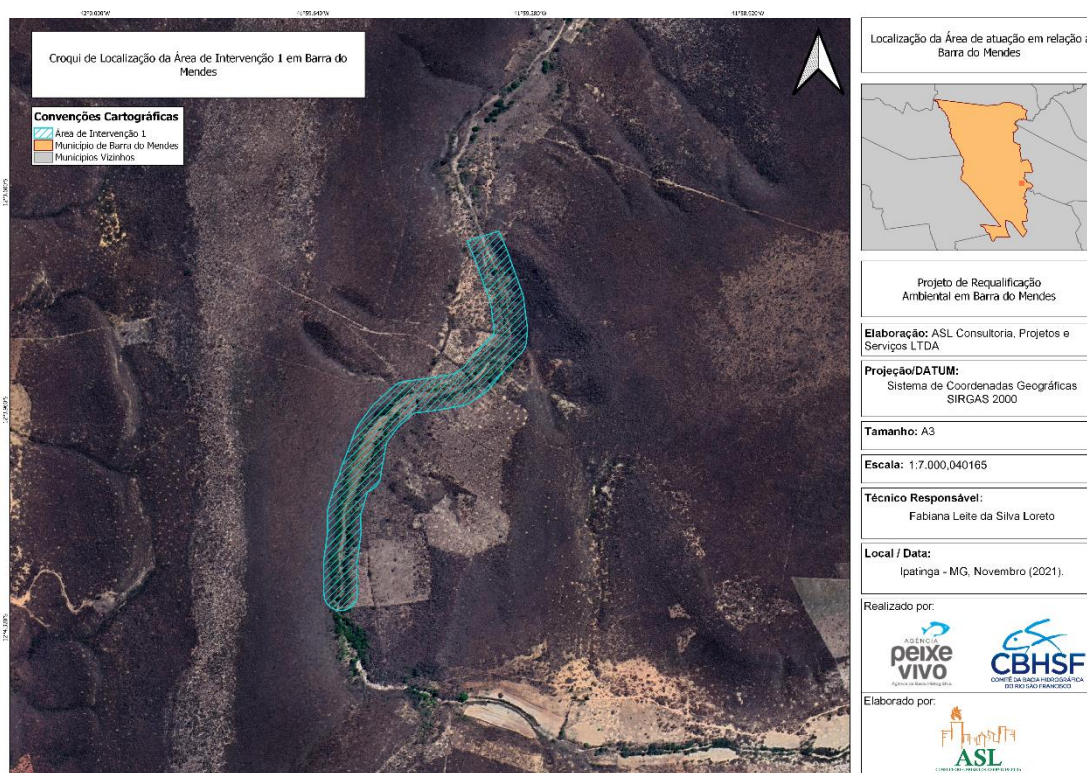 Croqui de Localização da Área de Intervenção 1 em Barra do
Mendes
Convenções Cartográficas
Área de Intervenção 1
Município de Barra do Mendes
Municípios Vizinhos
Localização da Área de atuação em relação a
Barra do Mendes
Projeto de Requalificação
Ambiental em Barra do Mendes
Elaboração: ASL Consultoria, Projetos e
Serviços LTDA
Projeção/DATUM:
Sistema de Coordenadas Geográficas
SIRGAS 2000
Tamanho: A3
Escala: 1:7.000,040165
Técnico Responsável:
Fabiana Leite da Silva Loreto
Local / Data:
Ipatinga - MG, Novembro (2021).
Realizado por:
AGÊNCIA
peixe
vivo
CBHSF
COMITÊ DA BACIA HIDROGRÁFICA
DO RIO SÃO FRANCISCO
Elaborado por:
ASL